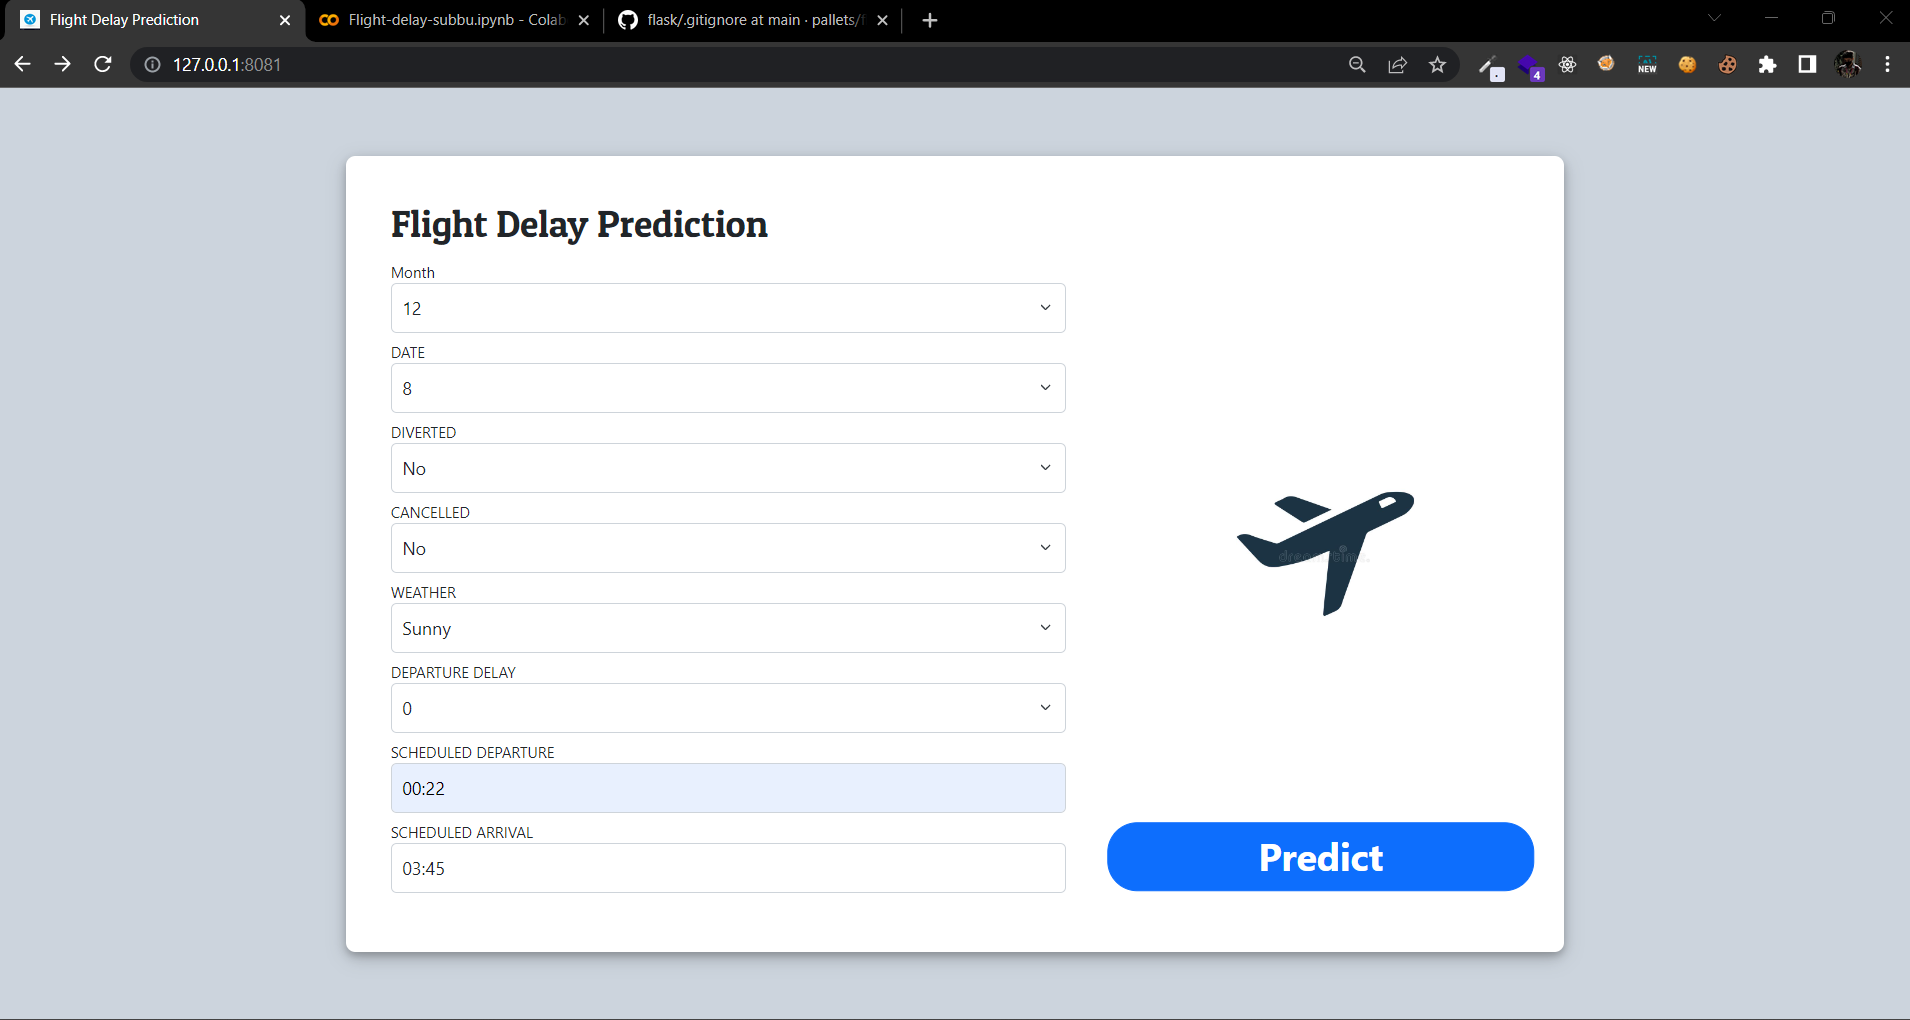 Flight Delay Prediction
Flight-delay-subbu.ipynb - Colab
flask/.gitignore at main · pallets/f
127.0.0.1:8081
4
NEW
Flight Delay Prediction
Month
12
DATE
8
DIVERTED
No
CANCELLED
No
WEATHER
Sunny
DEPARTURE DELAY
0
SCHEDULED DEPARTURE
00:22
SCHEDULED ARRIVAL
03:45
Predict